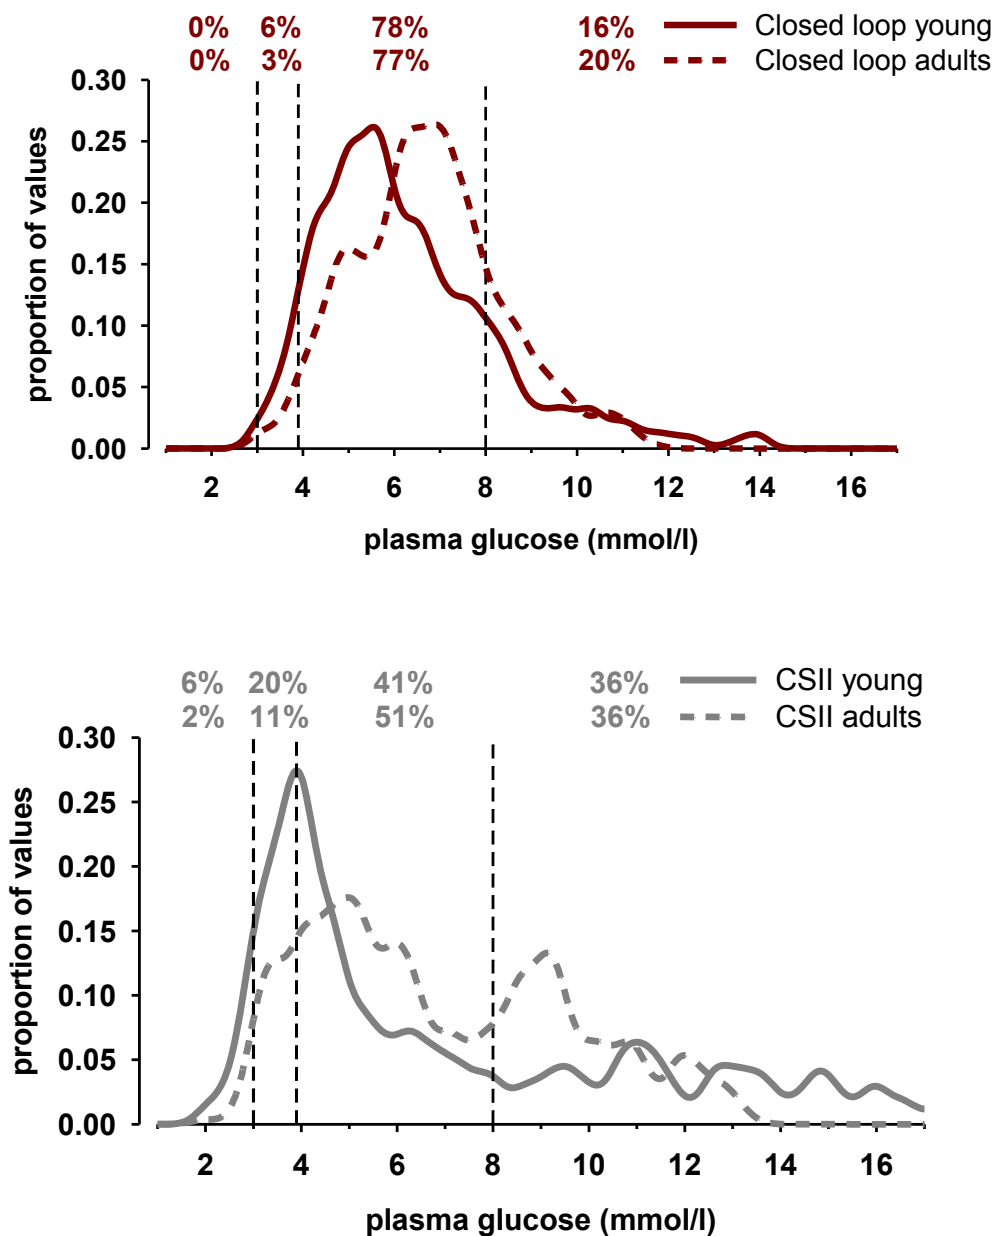 0% 6% 78% 16% Closed loop young
0% 3% 77% 20% Closed loop adults
0.30
0.25
0.20
0.15
0.10
0.05
0.00
proportion of values
2 4 6 8 10 12 14 16
plasma glucose (mmol/l)
6% 20% 41% 36% CSII young
2% 11% 51% 36% CSII adults
0.30
0.25
0.20
0.15
0.10
0.05
0.00
proportion of values
2 4 6 8 10 12 14 16
plasma glucose (mmol/l)